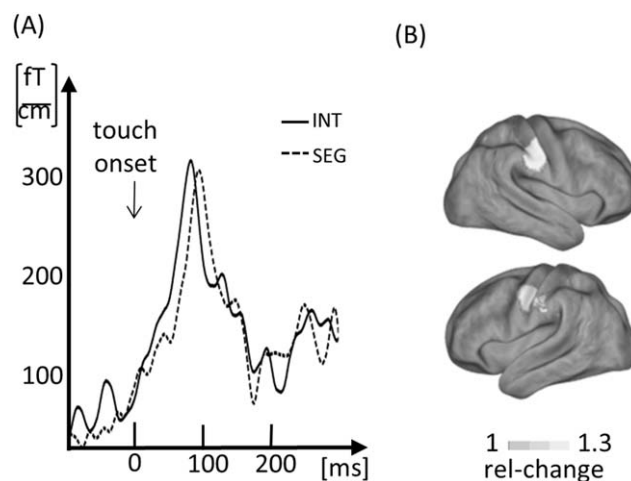 (A)
fT
cm
touch
onset
INT
SEG
300
200
100
0
100
200
[ms]
(B)
1
1.3
rel-change